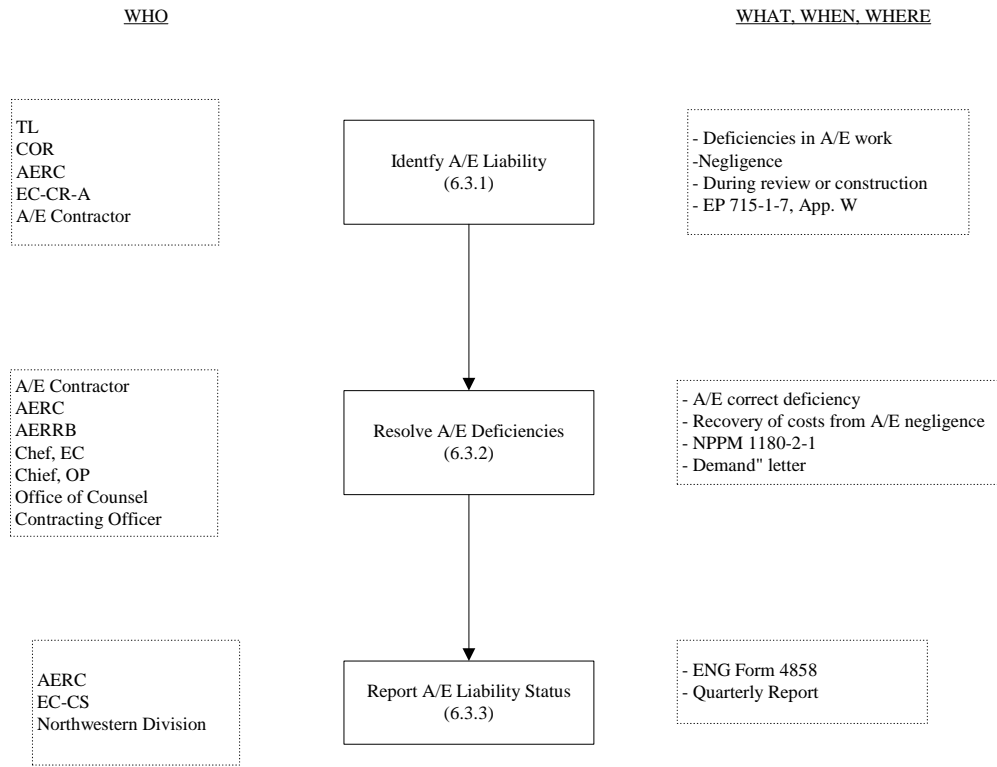 WHO
WHAT, WHEN, WHERE
TL
COR
AERC
EC-CR-A
A/E Contractor
Identfy A/E Liability
(6.3.1)
- Deficiencies in A/E work
-Negligence
- During review or construction
- EP 715-1-7, App. W
A/E Contractor
AERC
AERRB
Chef, EC
Chief, OP
Office of Counsel
Contracting Officer
Resolve A/E Deficiencies
(6.3.2)
- A/E correct deficiency
- Recovery of costs from A/E negligence
- NPPM 1180-2-1
- Demand" letter
AERC
EC-CS
Northwestern Division
Report A/E Liability Status
(6.3.3)
- ENG Form 4858
- Quarterly Report